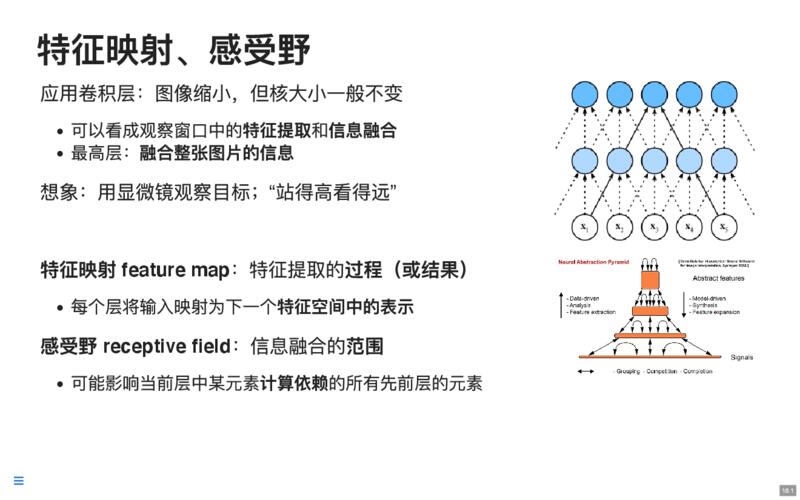 特征映射、感受野
应用卷积层：图像缩小，但核大小一般不变
• 可以看成观察窗口中的特征提取和信息融合
• 最高层：融合整张图片的信息
想象：用显微镜观察目标；“站得高看得远”
特征映射 feature map：特征提取的过程（或结果）
• 每个层将输入映射为下一个特征空间中的表示
感受野 receptive field：信息融合的范围
• 可能影响当前层中某元素计算依赖的所有先前层的元素
x1 x2 x3 x4 x5
Neural Abstraction Pyramid
Abstract features
- Data-driven
- Analysis
- Feature extraction
- Model-driven
- Synthesis
- Feature expansion
Signals
- Grouping - Competition - Completion